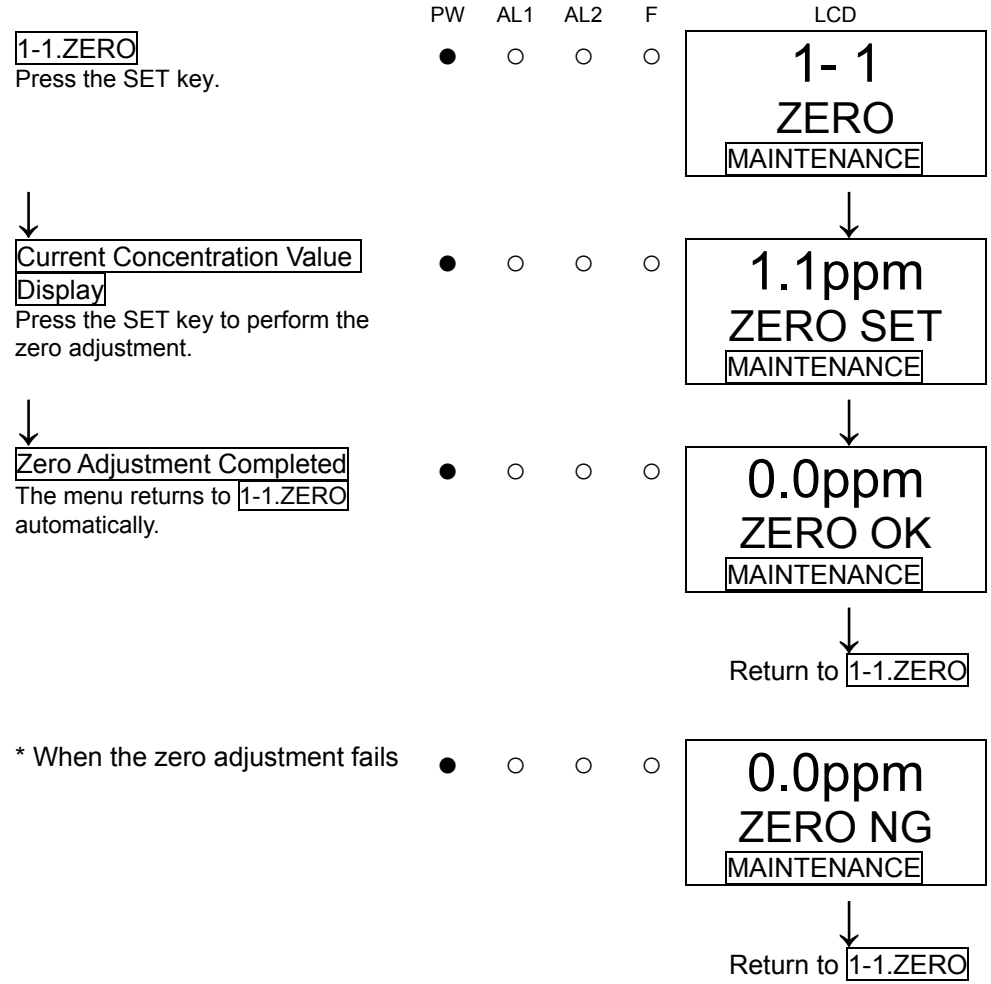 PW AL1 AL2 F LCD
1-1.ZERO
Press the SET key.
● ○ ○ ○
1- 1
ZERO
MAINTENANCE
↓ ↓
Current Concentration Value
Display
Press the SET key to perform the
zero adjustment.
● ○ ○ ○
1.1ppm
ZERO SET
MAINTENANCE
↓ ↓
Zero Adjustment Completed
The menu returns to 1-1.ZERO
automatically.
● ○ ○ ○
0.0ppm
ZERO OK
MAINTENANCE
↓
Return to 1-1.ZERO
* When the zero adjustment fails
● ○ ○ ○
0.0ppm
ZERO NG
MAINTENANCE
↓
Return to 1-1.ZERO